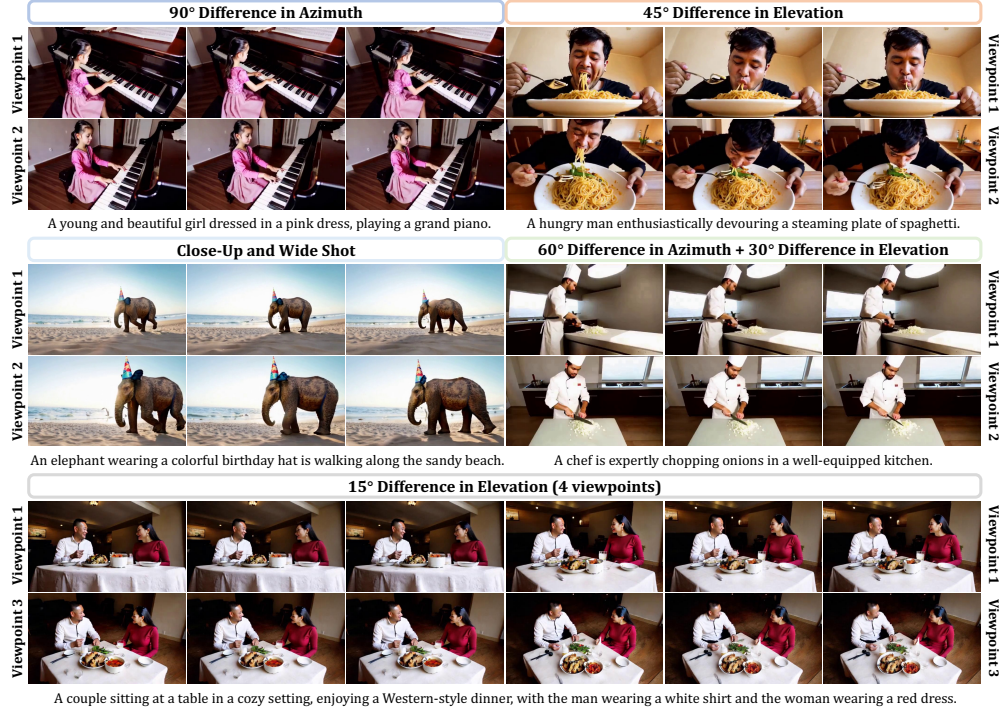 90° Difference in Azimuth
45° Difference in Elevation
Viewpoint 1
Viewpoint 1
Viewpoint 2
Viewpoint 2
A young and beautiful girl dressed in a pink dress, playing a grand piano.
A hungry man enthusiastically devouring a steaming plate of spaghetti.
Close-Up and Wide Shot
60° Difference in Azimuth + 30° Difference in Elevation
Viewpoint 1
Viewpoint 1
Viewpoint 2
Viewpoint 2
An elephant wearing a colorful birthday hat is walking along the sandy beach.
A chef is expertly chopping onions in a well-equipped kitchen.
15° Difference in Elevation (4 viewpoints)
Viewpoint 1
Viewpoint 1
Viewpoint 3
Viewpoint 3
A couple sitting at a table in a cozy setting, enjoying a Western-style dinner, with the man wearing a white shirt and the woman wearing a red dress.